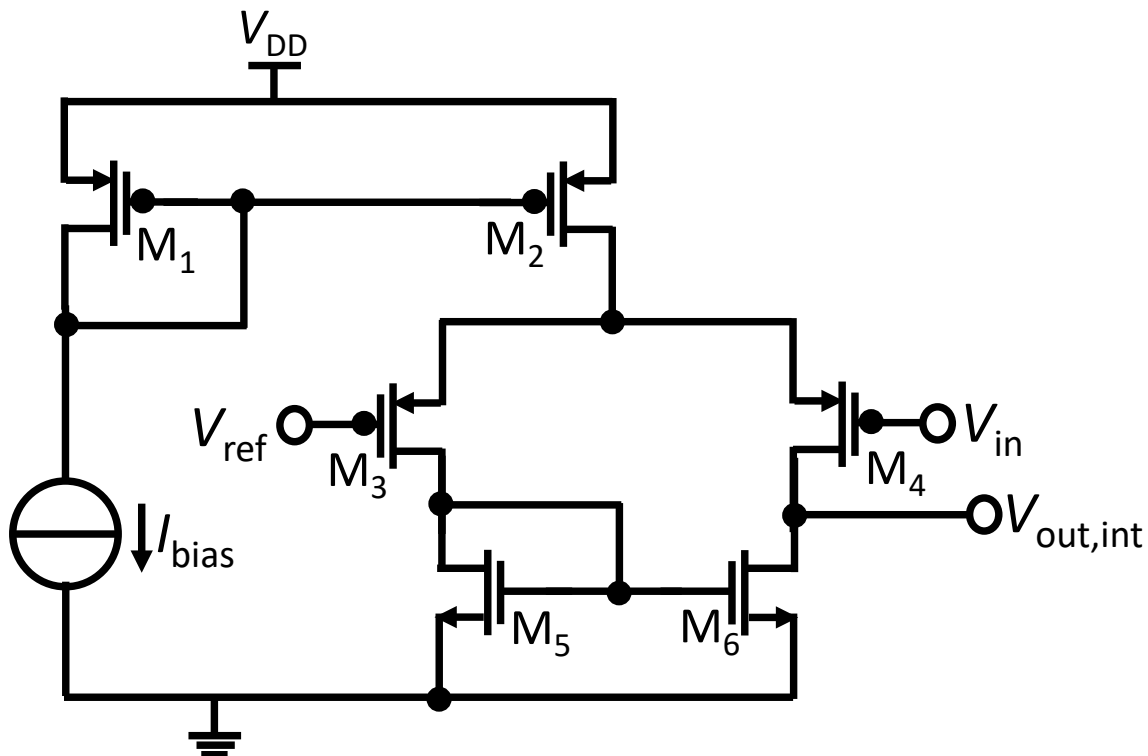 V_DD
M_1
M_2
V_ref
M_3
V_in
M_4
V_out,int
I_bias
M_5
M_6